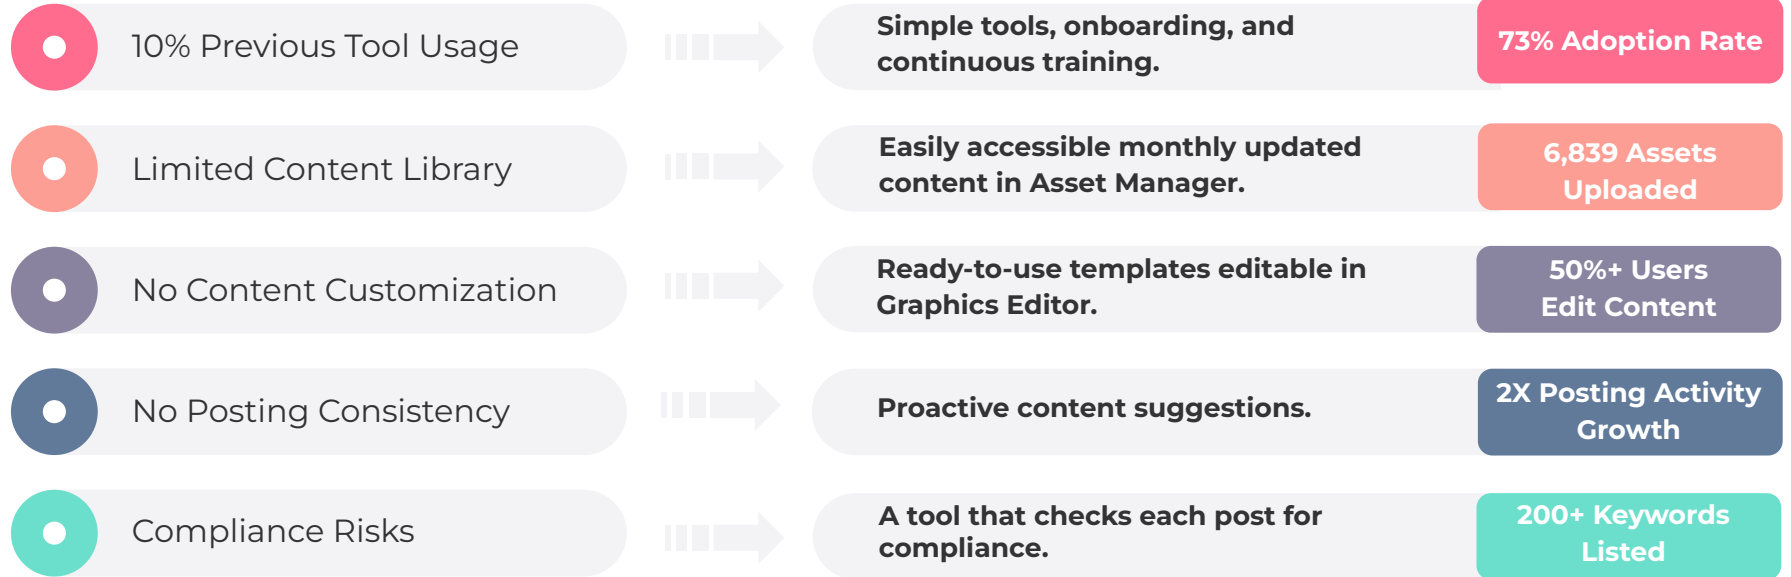 10% Previous Tool Usage
Simple tools, onboarding, and
continuous training.
73% Adoption Rate
Limited Content Library
Easily accessible monthly updated
content in Asset Manager.
6,839 Assets
Uploaded
No Content Customization
Ready-to-use templates editable in
Graphics Editor.
50%+ Users
Edit Content
No Posting Consistency
Proactive content suggestions.
2X Posting Activity
Growth
Compliance Risks
A tool that checks each post for
compliance.
200+ Keywords
Listed